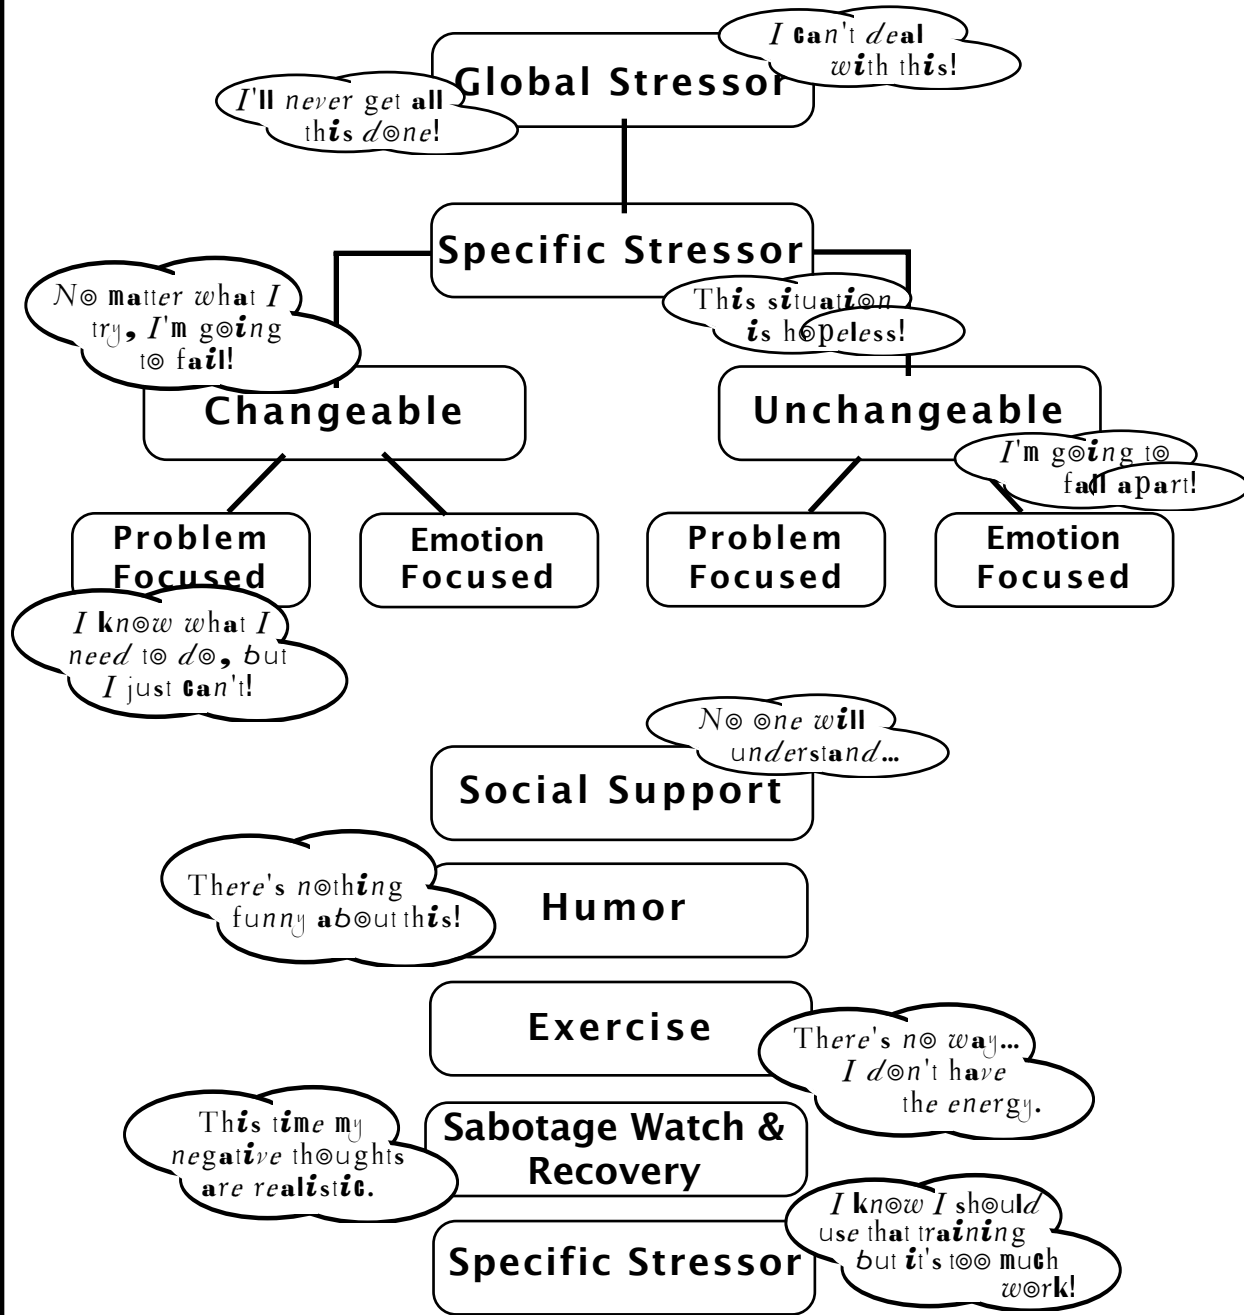 I can't deal
with this!
Global Stressor
I'll never get all
this done!
Specific Stressor
No matter what I
try, I'm going
to fail!
This situation
is hopeless!
Changeable
Unchangeable
I'm going to
fall apart!
Problem
Focused
Emotion
Focused
Problem
Focused
Emotion
Focused
I know what I
need to do, but
I just can't!
No one will
understand...
Social Support
There's nothing
funny about this!
Humor
Exercise
There's no way...
I don't have
the energy.
This time my
negative thoughts
are realistic.
Sabotage Watch &
Recovery
I know I should
use that training
but it's too much
work!
Specific Stressor